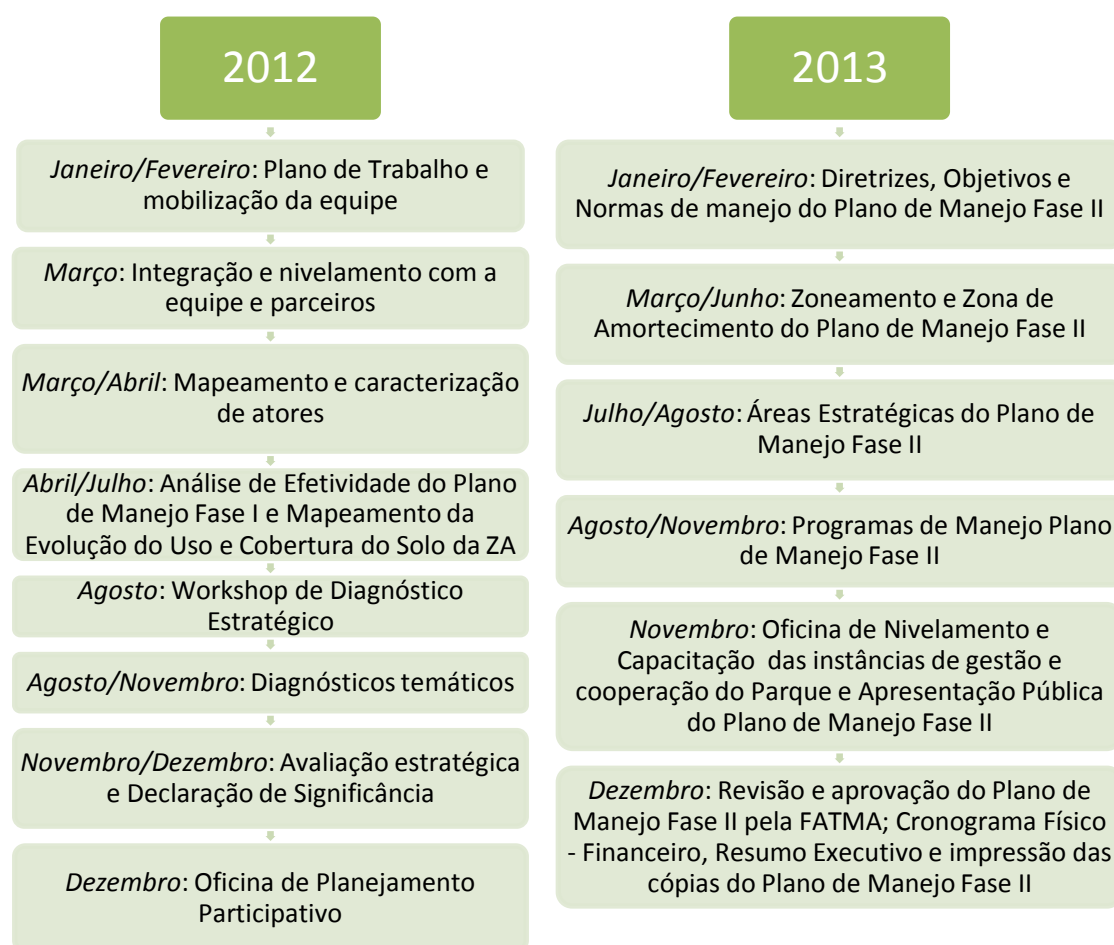 2012
Janeiro/Fevereiro: Plano de Trabalho e
mobilização da equipe
Março: Integração e nivelamento com a
equipe e parceiros
Março/Abril: Mapeamento e caracterização
de atores
Abril/Julho: Análise de Efetividade do Plano
de Manejo Fase I e Mapeamento da
Evolução do Uso e Cobertura do Solo da ZA
Agosto: Workshop de Diagnóstico
Estratégico
Agosto/Novembro: Diagnósticos temáticos
Novembro/Dezembro: Avaliação estratégica
e Declaração de Significância
Dezembro: Oficina de Planejamento
Participativo
2013
Janeiro/Fevereiro: Diretrizes, Objetivos e
Normas de manejo do Plano de Manejo Fase II
Março/Junho: Zoneamento e Zona de
Amortecimento do Plano de Manejo Fase II
Julho/Agosto: Áreas Estratégicas do Plano de
Manejo Fase II
Agosto/Novembro: Programas de Manejo Plano
de Manejo Fase II
Novembro: Oficina de Nivelamento e
Capacitação das instâncias de gestão e
cooperação do Parque e Apresentação Pública
do Plano de Manejo Fase II
Dezembro: Revisão e aprovação do Plano de
Manejo Fase II pela FATMA; Cronograma Físico
- Financeiro, Resumo Executivo e impressão das
cópias do Plano de Manejo Fase II